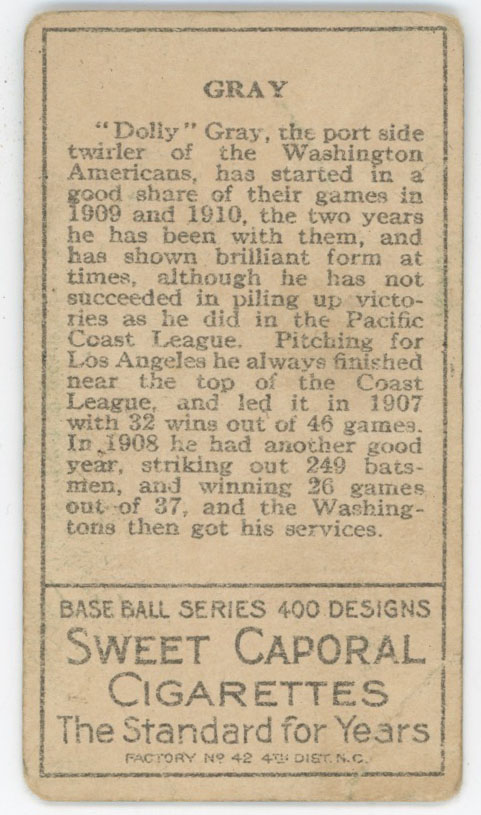 GRAY
"Dolly" Gray, the port side
twirler of the Washington
Americans, has started in a
good share of their games in
1909 and 1910, the two years
he has been with them, and
has shown brilliant form at
times, although he has not
succeeded in piling up victo-
ries as he did in the Pacific
Coast League. Pitching for
Los Angeles he always finished
near the top of the Coast
League, and led it in 1907
with 32 wins out of 46 games.
In 1908 he had another good
year, striking out 249 bats-
men, and winning 26 games
out of 37, and the Washing-
tons then got his services.
BASE BALL SERIES 400 DESIGNS
SWEET CAPORAL
CIGARETTES
The Standard for Years
FACTORY Nº 42 4TH DIST. N.C.